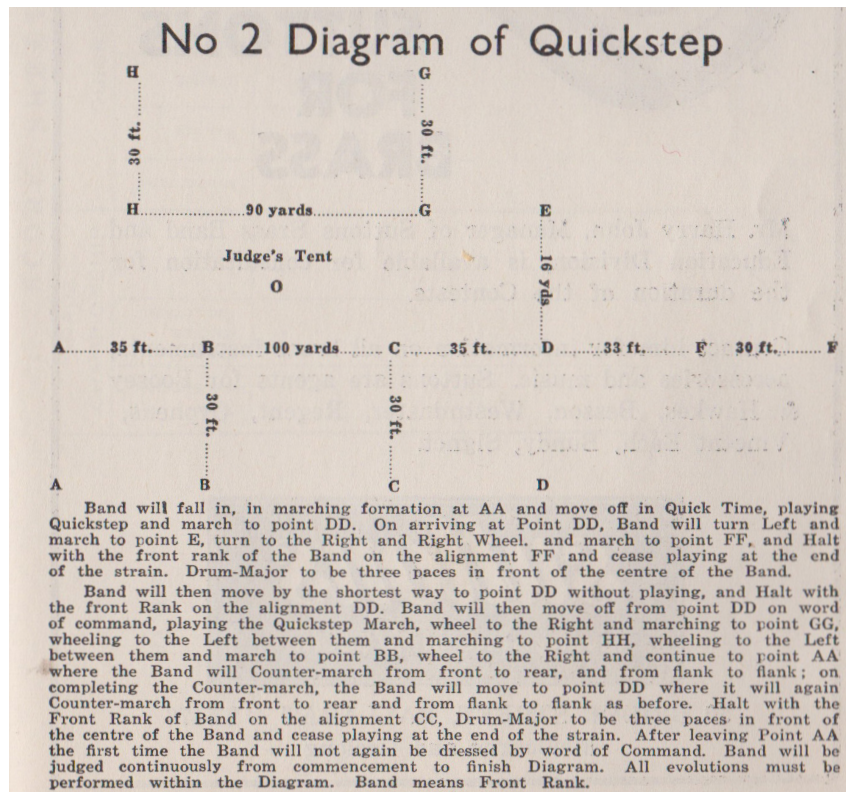 No 2 Diagram of Quickstep
H G
30 ft. 30 ft.
H 90 yards G E
Judge's Tent
O
16 yds.
A 35 ft. B 100 yards C 35 ft. D 33 ft. F 30 ft. F
30 ft. 30 ft.
A B C D
Band will fall in, in marching formation at AA and move off in Quick Time, playing
Quickstep and march to point DD. On arriving at Point DD, Band will turn Left and
march to point E, turn to the Right and Right Wheel. and march to point FF, and Halt
with the front rank of the Band on the alignment FF and cease playing at the end
of the strain. Drum-Major to be three paces in front of the centre of the Band.
Band will then move by the shortest way to point DD without playing, and Halt with
the front Rank on the alignment DD. Band will then move off from point DD on word
of command, playing the Quickstep March, wheel to the Right and marching to point GG,
wheeling to the Left between them and marching to point HH, wheeling to the Left
between them and march to point BB, wheel to the Right and continue to point AA
where the Band will Counter-march from front to rear, and from flank to flank; on
completing the Counter-march, the Band will move to point DD where it will again
Counter-march from front to rear and from flank to flank as before. Halt with the
Front Rank of Band on the alignment CC, Drum-Major to be three paces in front of
the centre of the Band and cease playing at the end of the strain. After leaving Point AA
the first time the Band will not again be dressed by word of Command. Band will be
judged continuously from commencement to finish Diagram. All evolutions must be
performed within the Diagram. Band means Front Rank.